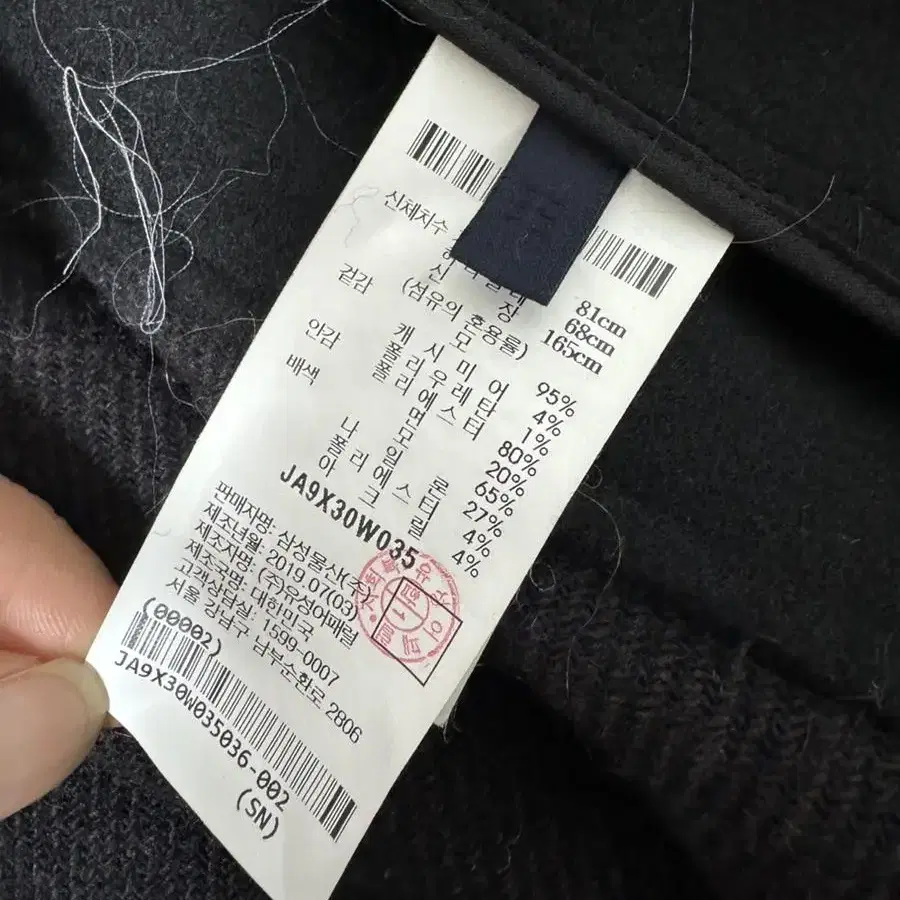 신체치수
81cm
68cm
신 장 165cm
(섬유의 혼용률)
겉감 모 95%
캐 시 미 어 4%
폴 리 우 레 탄 1%
안감 폴 리 에 스 터 80%
면 20%
배색 모 65%
나 일 론 27%
폴 리 에 스 터 4%
아 크 릴 4%
JA9X30W035
판매자명: 삼성물산(주)
제조년월: 2019.07(03)
제조자명: (주)유성어패럴
제조국명: 대한민국
고객상담실: 1599-0007
서울 강남구 남부순환로 2806
(00002)
JA9X30W035036-002
(SN)